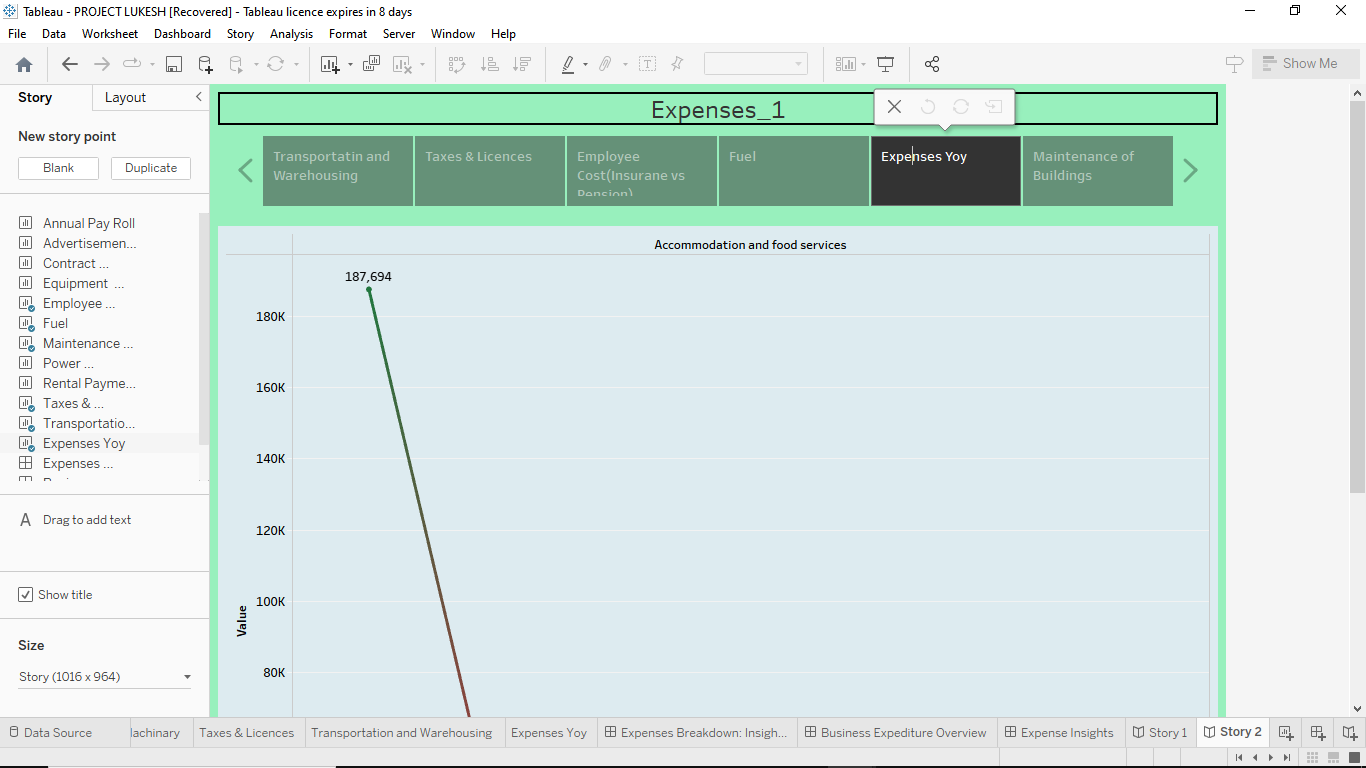 Tableau - PROJECT LUKESH [Recovered] - Tableau licence expires in 8 days
File Data Worksheet Dashboard Story Analysis Format Server Window Help
Show Me
Story Layout
New story point
Blank Duplicate
Annual Pay Roll
Advertisemen...
Contract ...
Equipment ...
Employee ...
Fuel
Maintenance ...
Power ...
Rental Payme...
Taxes & ...
Transportatio...
Expenses Yoy
Expenses ...
A Drag to add text
Show title
Size
Story (1016 x 964)
Expenses_1
Transportatin and
Warehousing
Taxes & Licences
Employee
Cost(Insurane vs
Pension)
Fuel
Expenses Yoy
Maintenance of
Buildings
Accommodation and food services
187,694
180K
160K
140K
120K
100K
80K
Value
Data Source lachinary Taxes & Licences Transportation and Warehousing Expenses Yoy Expenses Breakdown: Insigh... Business Expediture Overview Expense Insights Story 1 Story 2